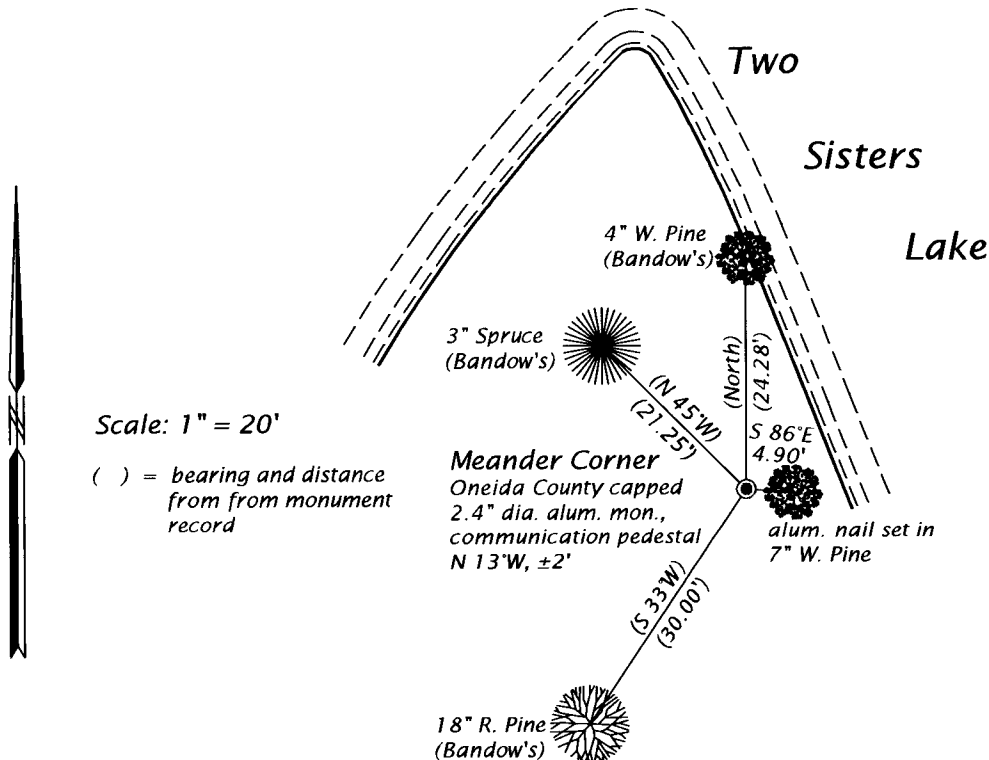 Two
Sisters
Lake
4" W. Pine
(Bandow's)
3" Spruce
(Bandow's)
(North)
(24.28')
(N 45°W)
(21.25')
S 86°E
4.90'
Scale: 1" = 20'
( ) = bearing and distance
from from monument
record
Meander Corner
Oneida County capped
2.4" dia. alum. mon.,
communication pedestal
N 13°W, ±2'
alum. nail set in
7" W. Pine
(S 33°W)
(30.00')
18" R. Pine
(Bandow's)